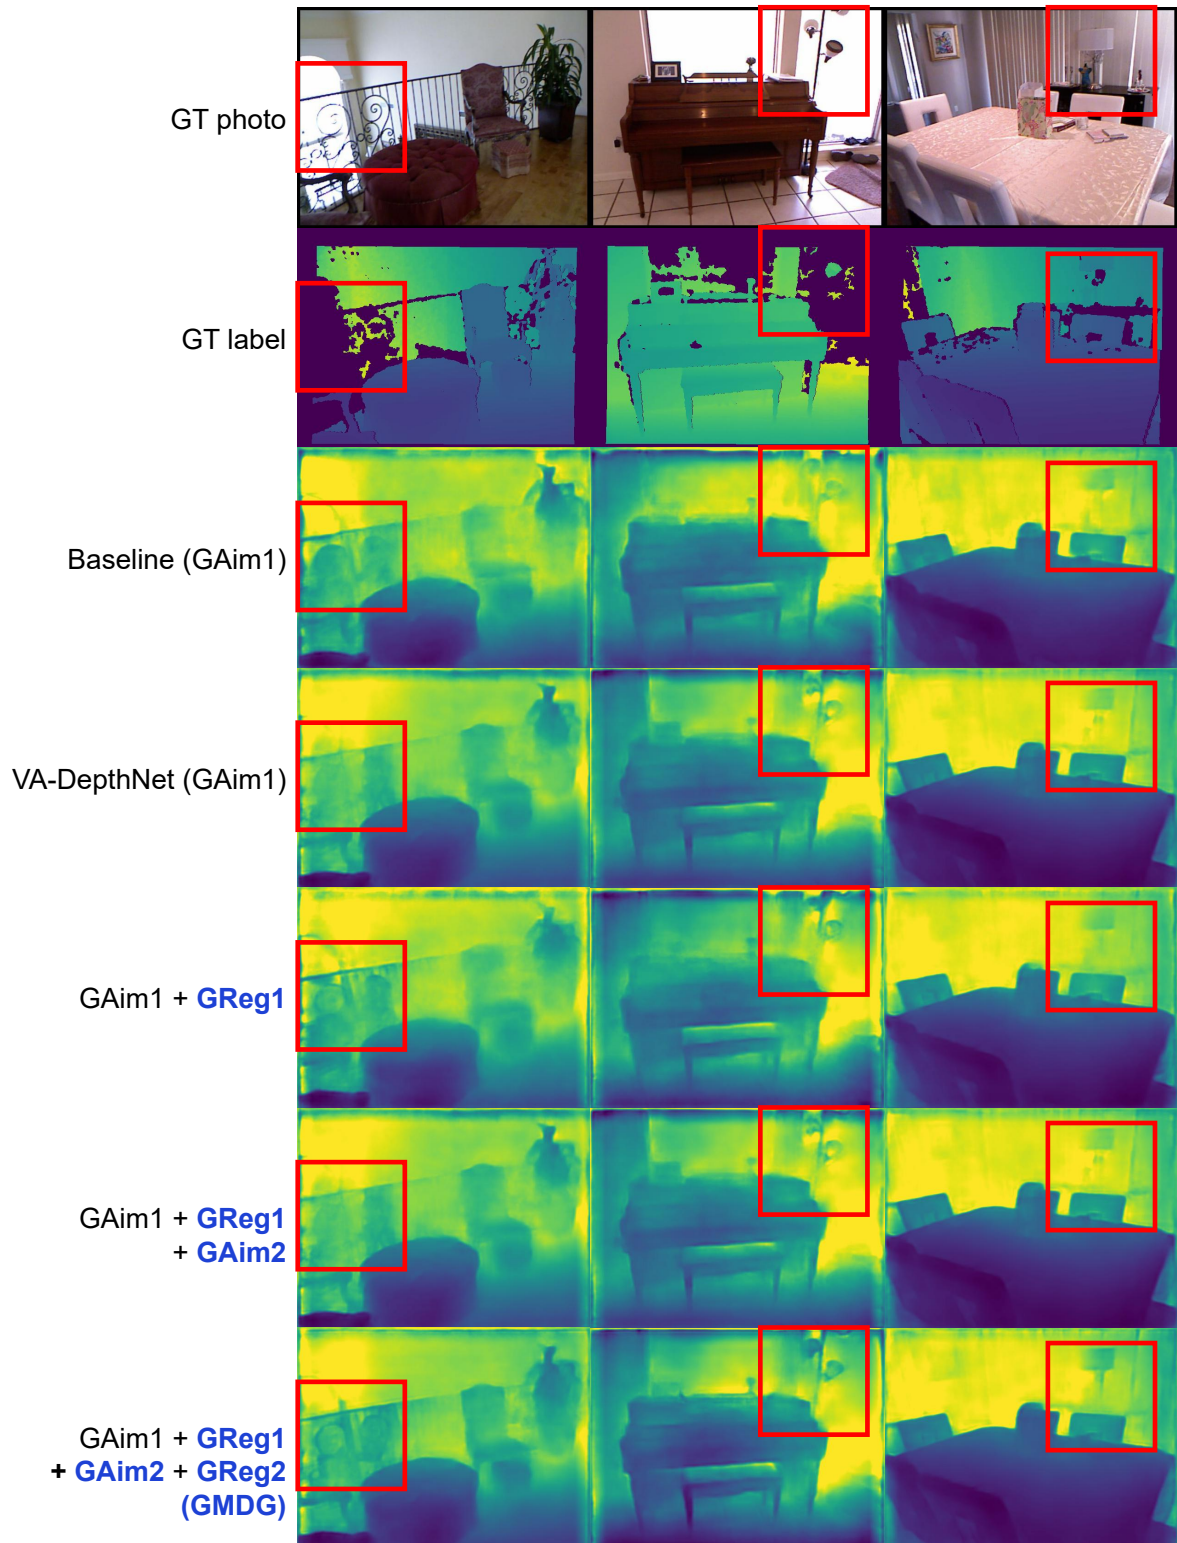 GT photo
GT label
Baseline (GAim1)
VA-DepthNet (GAim1)
GAim1 + GReg1
GAim1 + GReg1
+ GAim2
GAim1 + GReg1
+ GAim2 + GReg2
(GMDG)